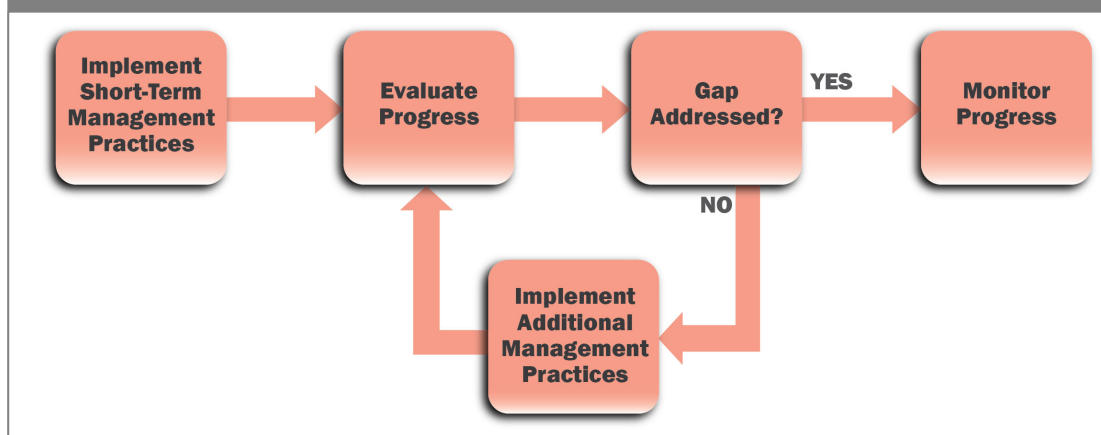 Implement
Short-Term
Management
Practices
Evaluate
Progress
Gap
Addressed?
YES
Monitor
Progress
NO
Implement
Additional
Management
Practices